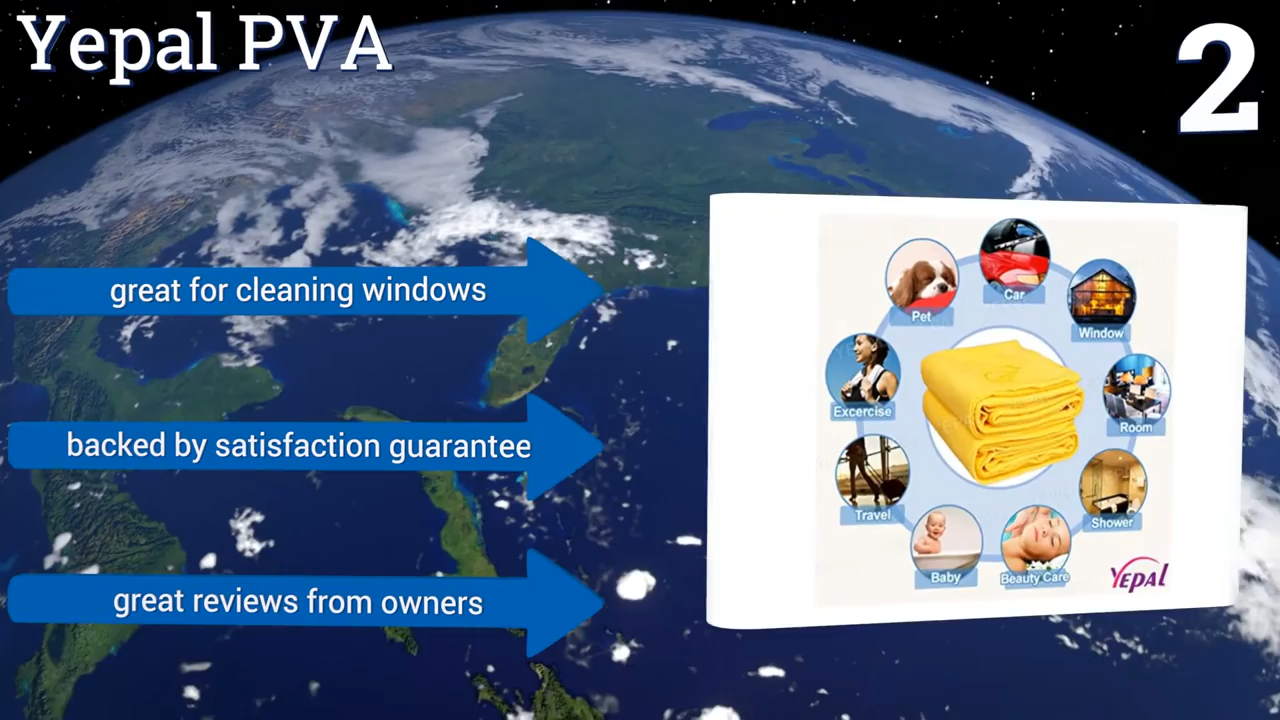 Yepal PVA
2
great for cleaning windows
backed by satisfaction guarantee
great reviews from owners
Car
Pet
Window
Excercise
Room
Travel
Shower
Baby
Beauty Care
YEPAL